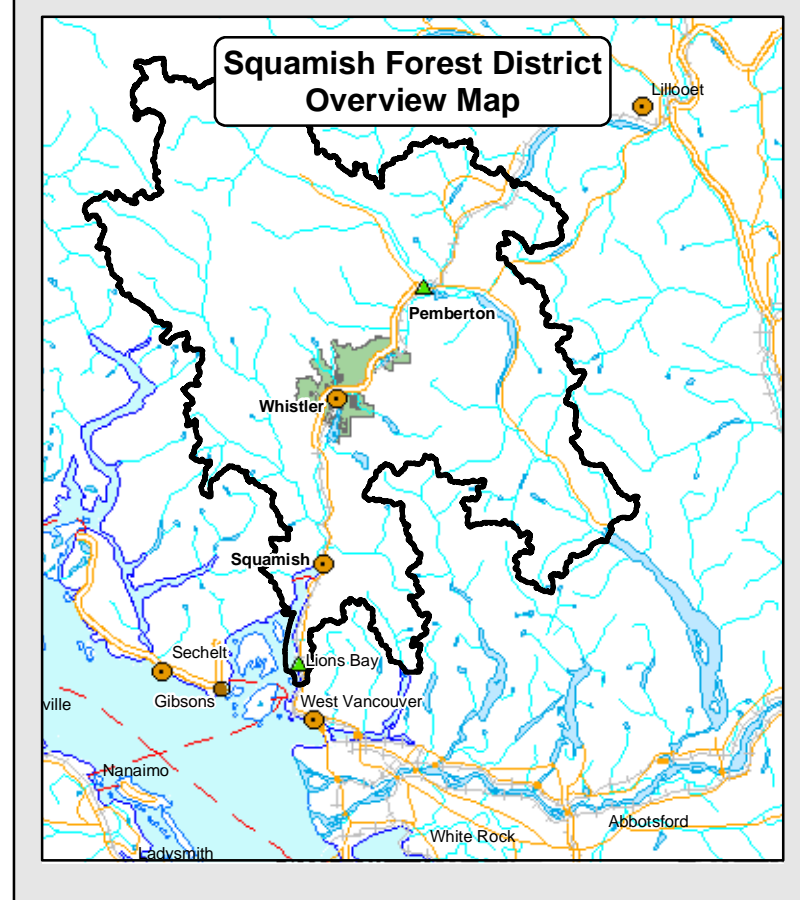 Squamish Forest District
Overview Map
Lillooet
Pemberton
Whistler
Squamish
Sechelt
Lions Bay
Gibsons
West Vancouver
ville
Nanaimo
Abbotsford
White Rock
Ladysmith